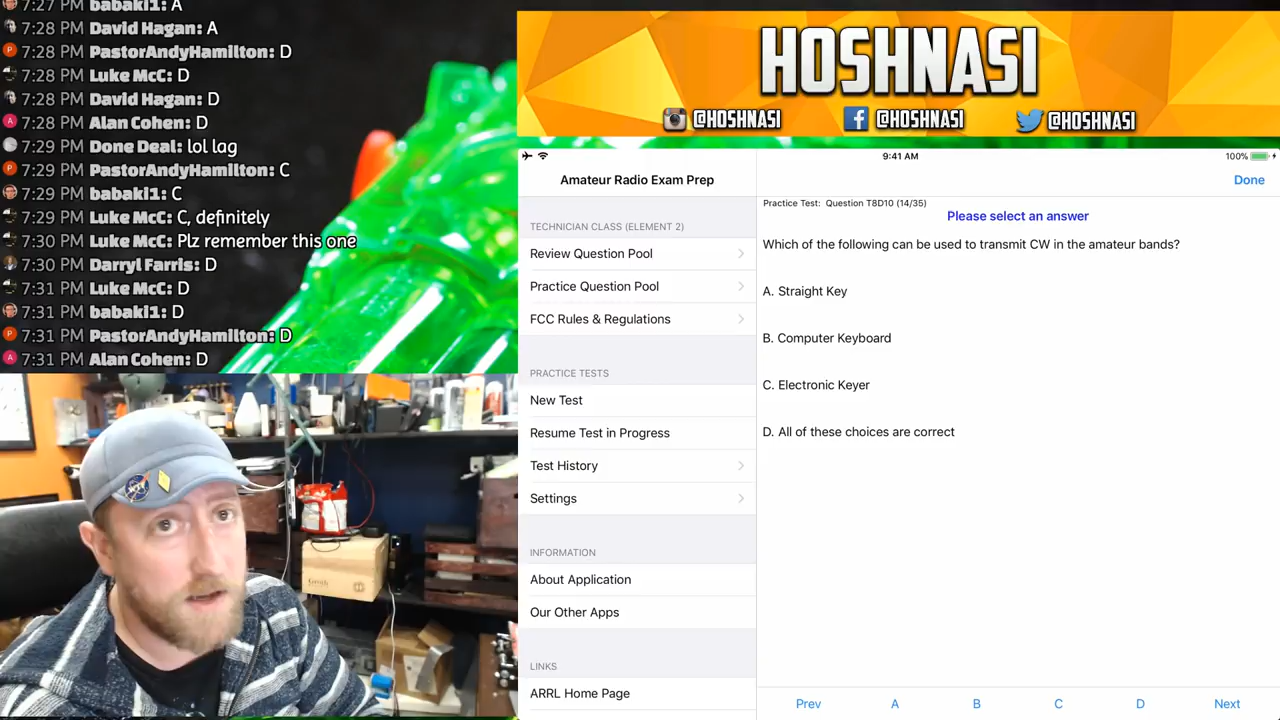 7:27 PM babaki1: A
7:28 PM David Hagan: A
7:28 PM PastorAndyHamilton: D
7:28 PM Luke McC: D
7:28 PM David Hagan: D
7:28 PM Alan Cohen: D
7:29 PM Done Deal: lol lag
7:29 PM PastorAndyHamilton: C
7:29 PM babaki1: C
7:29 PM Luke McC: C, definitely
7:30 PM Luke McC: Plz remember this one
7:30 PM Darryl Farris: D
7:31 PM Luke McC: D
7:31 PM babaki1: D
7:31 PM PastorAndyHamilton: D
7:31 PM Alan Cohen: D
HOSHNASI
@HOSHNASI @HOSHNASI @HOSHNASI
9:41 AM 100%
Amateur Radio Exam Prep
TECHNICIAN CLASS (ELEMENT 2)
Review Question Pool
Practice Question Pool
FCC Rules & Regulations
PRACTICE TESTS
New Test
Resume Test in Progress
Test History
Settings
INFORMATION
About Application
Our Other Apps
LINKS
ARRL Home Page
Done
Practice Test: Question T8D10 (14/35)
Please select an answer
Which of the following can be used to transmit CW in the amateur bands?
A. Straight Key
B. Computer Keyboard
C. Electronic Keyer
D. All of these choices are correct
Prev A B C D Next